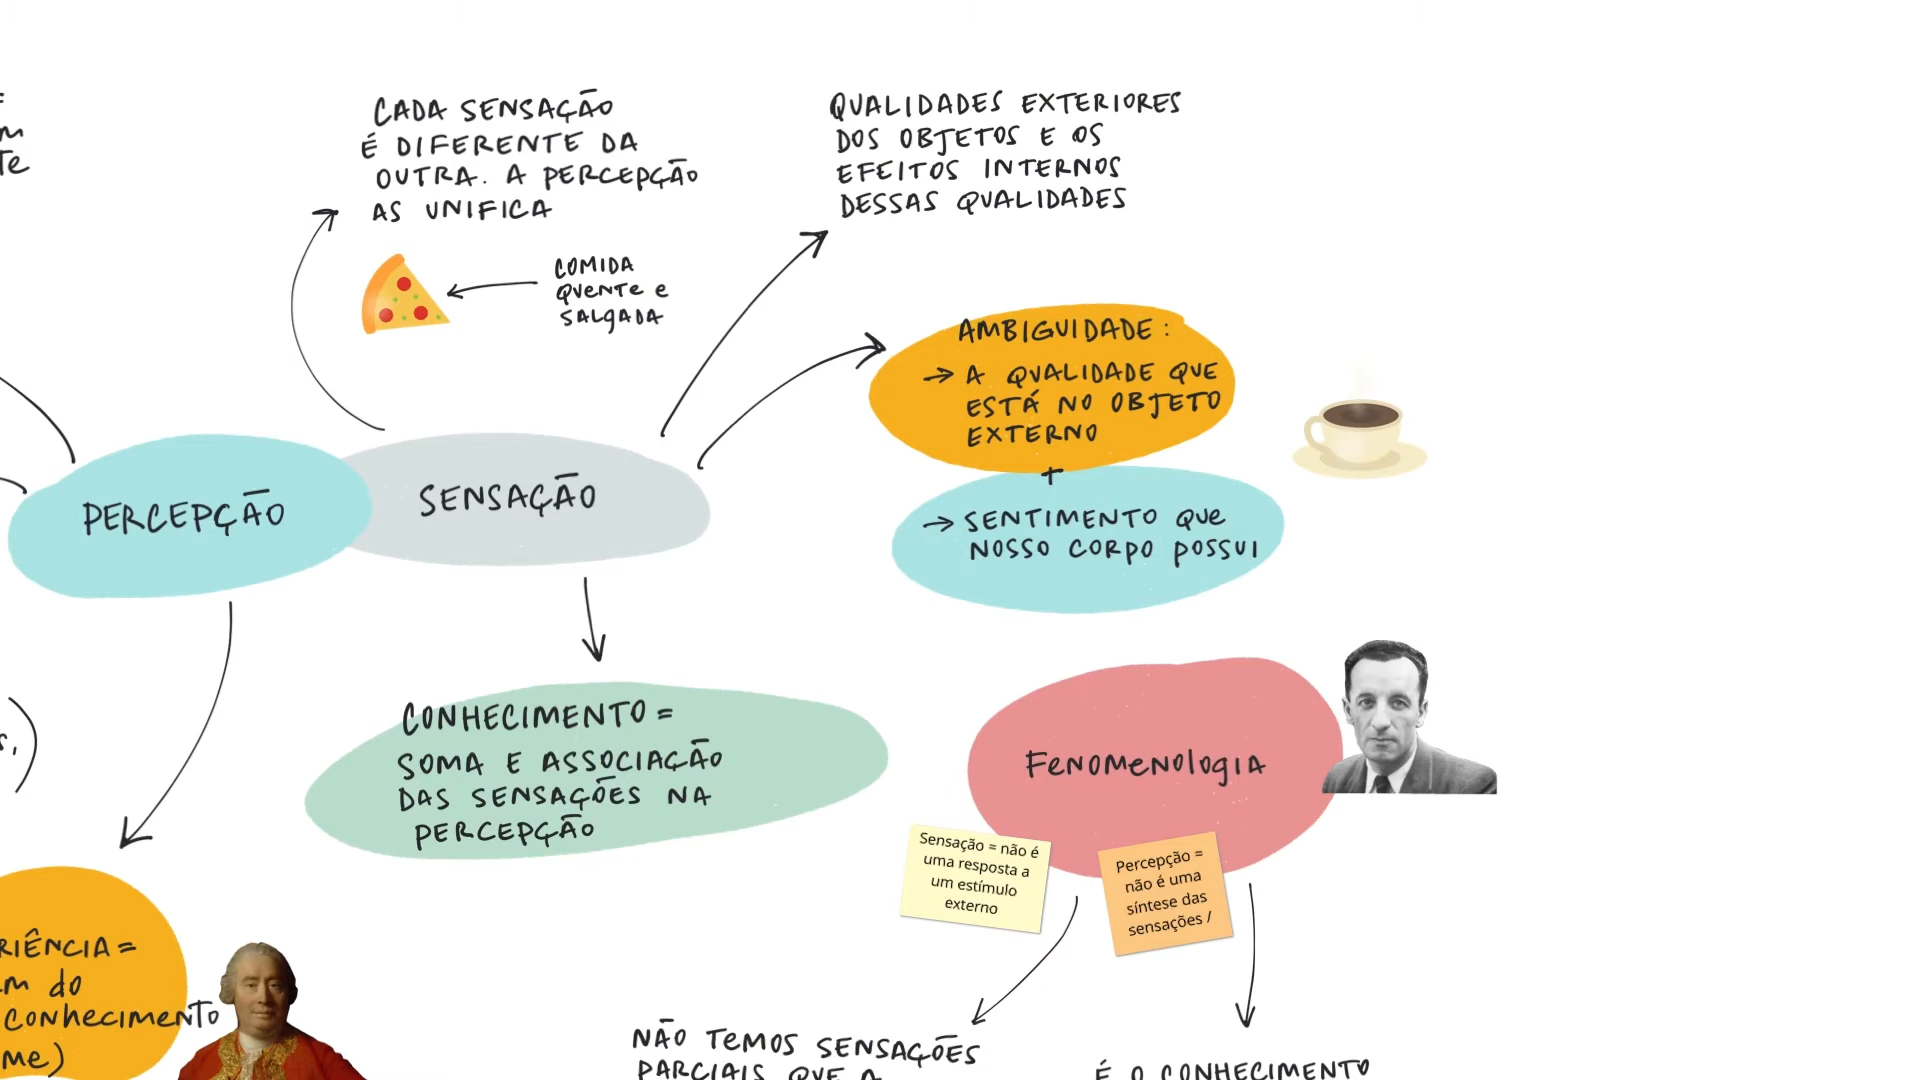 CADA SENSAÇÃO
É DIFERENTE DA
OUTRA. A PERCEPÇÃO
AS UNIFICA
COMIDA
QUENTE E
SALGADA
QUALIDADES EXTERIORES
DOS OBJETOS E OS
EFEITOS INTERNOS
DESSAS QUALIDADES
AMBIGUIDADE:
→ A QUALIDADE QUE
ESTÁ NO OBJETO
EXTERNO
+
→ SENTIMENTO QUE
NOSSO CORPO POSSUI
PERCEPÇÃO
SENSAÇÃO
CONHECIMENTO =
SOMA E ASSOCIAÇÃO
DAS SENSAÇÕES NA
PERCEPÇÃO
FENOMENOLOGIA
Sensação = não é
uma resposta a
um estímulo
externo
Percepção =
não é uma
síntese das
sensações /
RIÊNCIA =
m do
conhecimento
me)
NÃO TEMOS SENSAÇÕES
PARCIAIS QUE A
É O CONHECIMENTO